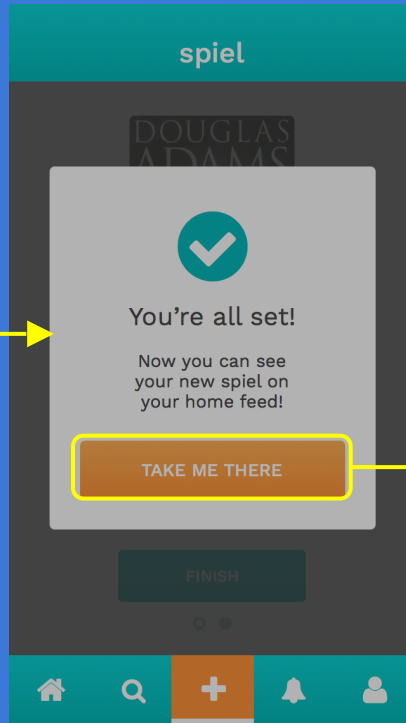 spiel
DOUGLAS
ADAMS
You're all set!
Now you can see
your new spiel on
your home feed!
TAKE ME THERE
FINISH